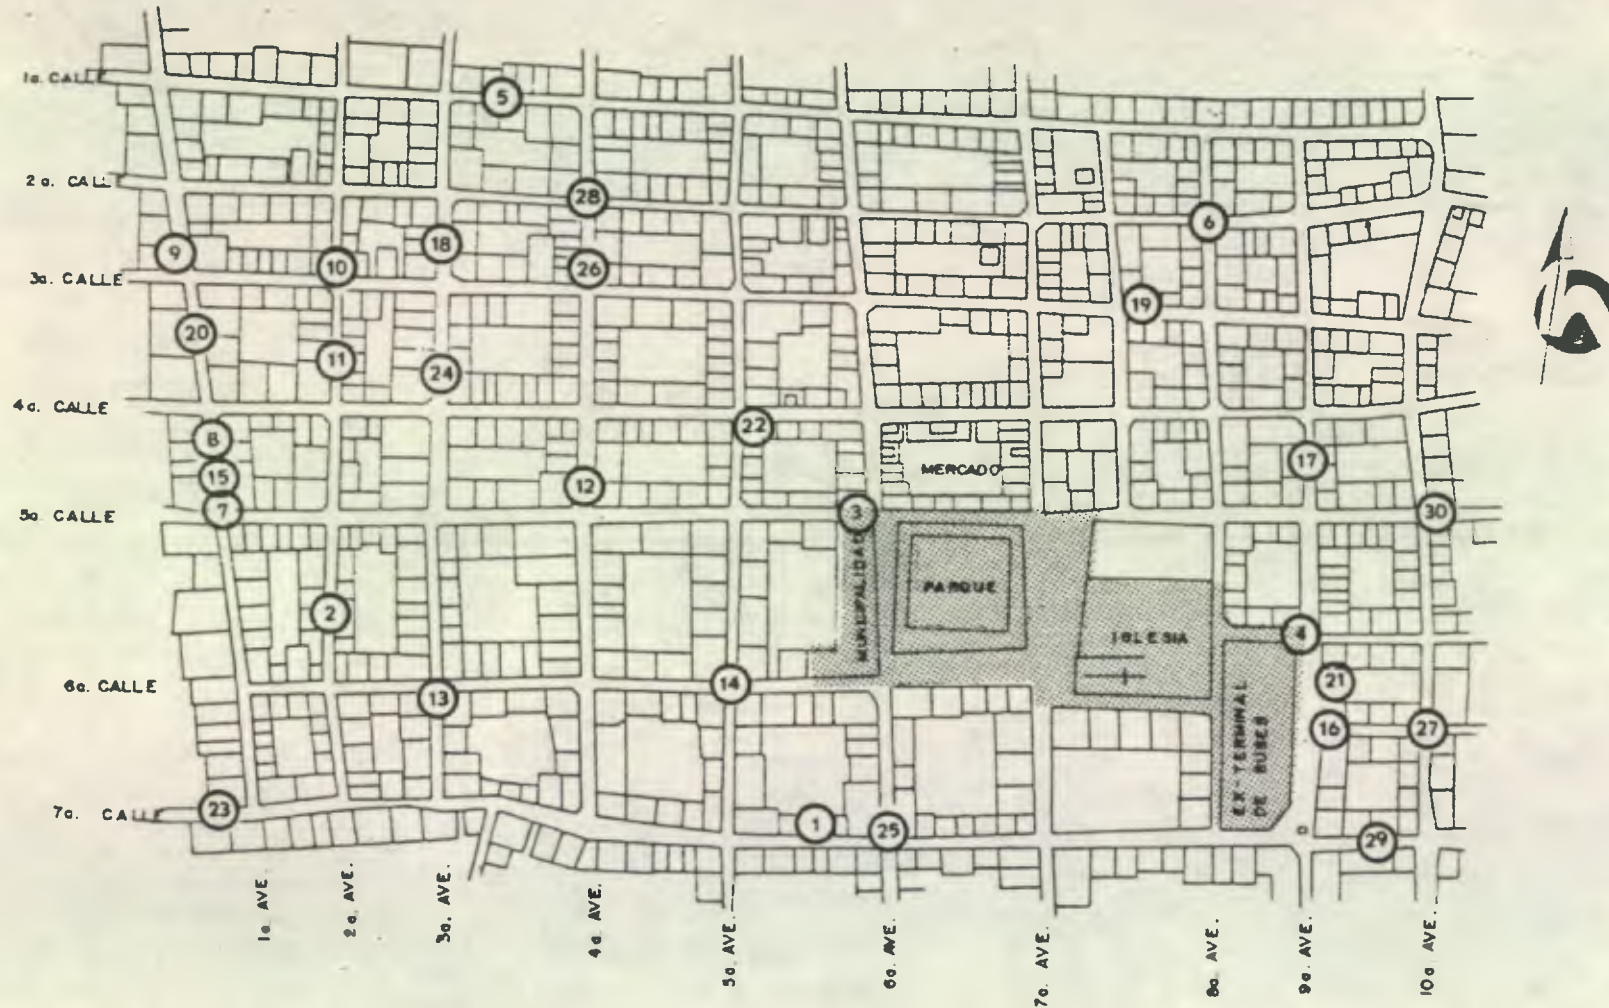 1a. CALLE
5
2a. CALLE
28
6
18
9
10
26
3a. CALLE
19
20
11
24
4a. CALLE
22
8
17
MERCADO
15
12
7
3
30
5a. CALLE
MUNICIPALIDAD
PARQUE
2
IGLESIA
4
14
21
6a. CALLE
13
16
27
EX-TERMINAL
DE BUSES
23
7a. CALLE
1
25
29
1a. AVE.
2a. AVE.
3a. AVE.
4a. AVE.
5a. AVE.
6a. AVE.
7a. AVE.
8a. AVE.
9a. AVE.
10a. AVE.